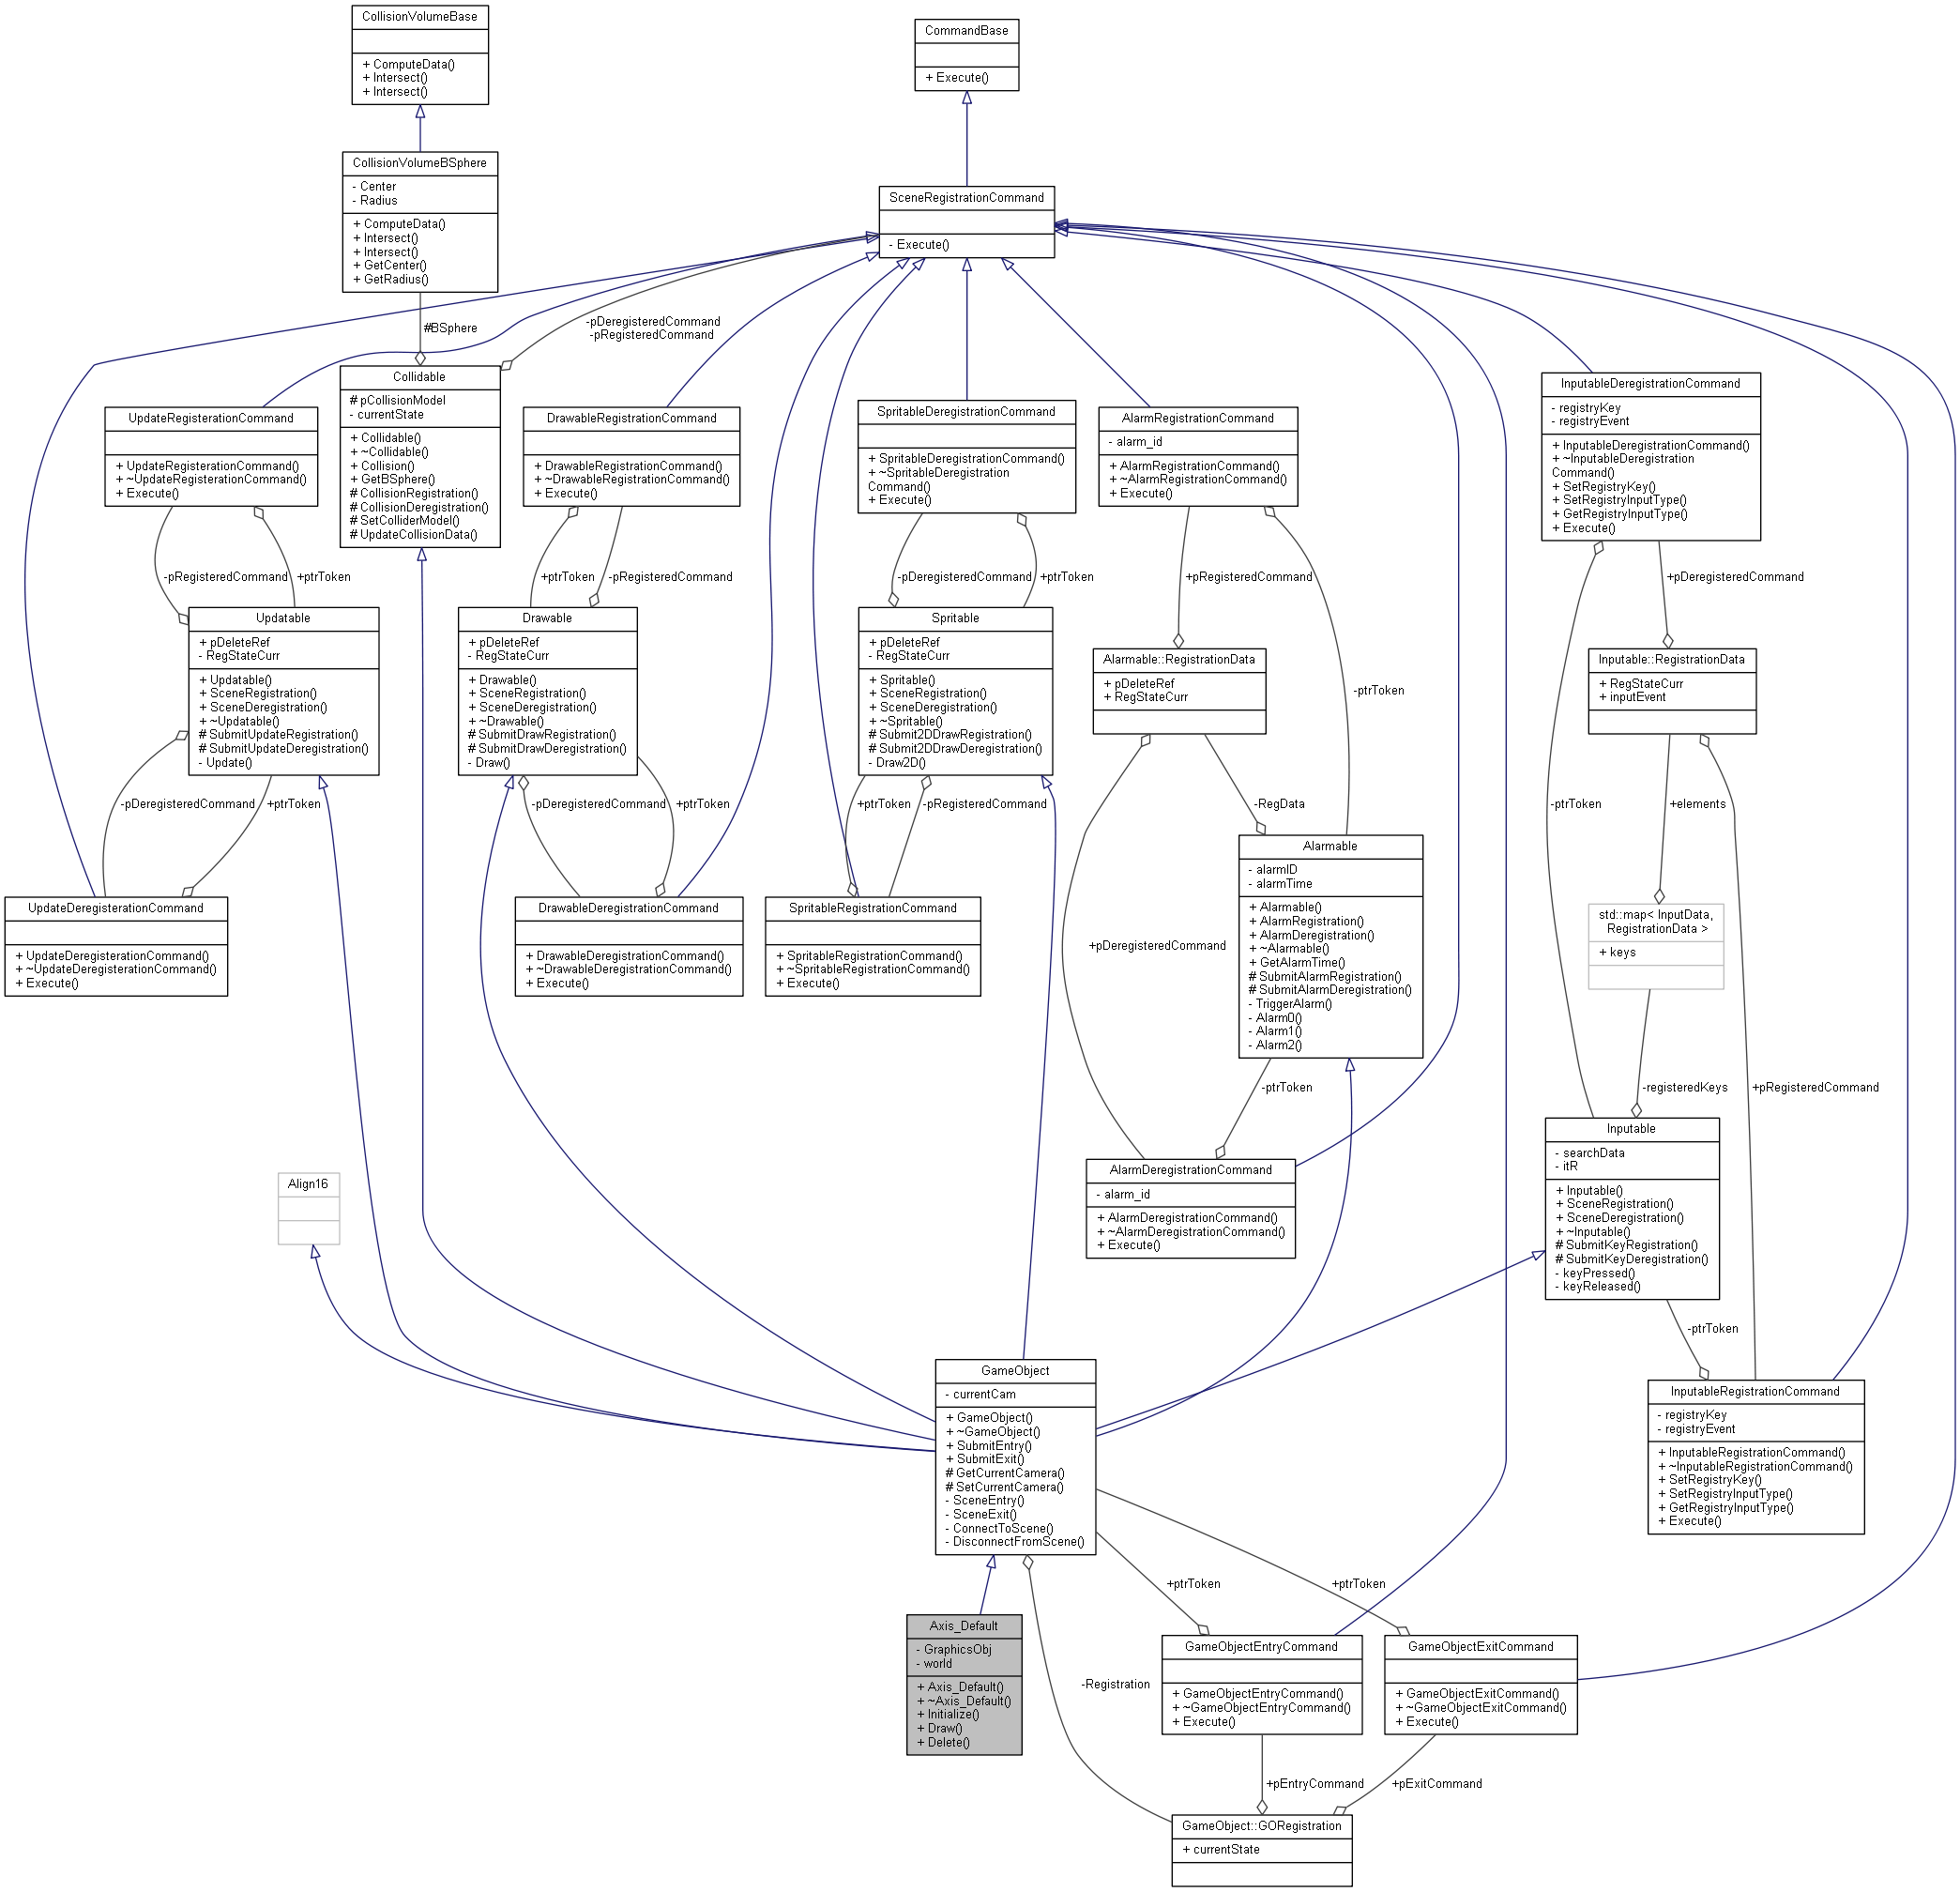 CollisionVolumeBase
+ ComputeData()
+ Intersect()
+ Intersect()
CommandBase
+ Execute()
CollisionVolumeBSphere
- Center
- Radius
+ ComputeData()
+ Intersect()
+ Intersect()
+ GetCenter()
+ GetRadius()
SceneRegistrationCommand
- Execute()
#BSphere
-pDeregisteredCommand
-pRegisteredCommand
Collidable
# pCollisionModel
- currentState
+ Collidable()
+ ~Collidable()
+ Collision()
+ GetBSphere()
# CollisionRegistration()
# CollisionDeregistration()
# SetColliderModel()
# UpdateCollisionData()
UpdateRegisterationCommand
+ UpdateRegisterationCommand()
+ ~UpdateRegisterationCommand()
+ Execute()
DrawableRegistrationCommand
+ DrawableRegistrationCommand()
+ ~DrawableRegistrationCommand()
+ Execute()
SpritableDeregistrationCommand
+ SpritableDeregistrationCommand()
+ ~SpritableDeregistration
Command()
+ Execute()
AlarmRegistrationCommand
- alarm_id
+ AlarmRegistrationCommand()
+ ~AlarmRegistrationCommand()
+ Execute()
InputableDeregistrationCommand
- registryKey
- registryEvent
+ InputableDeregistrationCommand()
+ ~InputableDeregistration
Command()
+ SetRegistryKey()
+ SetRegistryInputType()
+ GetRegistryInputType()
+ Execute()
-pRegisteredCommand
+ptrToken
+ptrToken
-pRegisteredCommand
-pDeregisteredCommand
+ptrToken
+pRegisteredCommand
+pDeregisteredCommand
Updatable
+ pDeleteRef
- RegStateCurr
+ Updatable()
+ SceneRegistration()
+ SceneDeregistration()
+ ~Updatable()
# SubmitUpdateRegistration()
# SubmitUpdateDeregistration()
- Update()
Drawable
+ pDeleteRef
- RegStateCurr
+ Drawable()
+ SceneRegistration()
+ SceneDeregistration()
+ ~Drawable()
# SubmitDrawRegistration()
# SubmitDrawDeregistration()
- Draw()
Spritable
+ pDeleteRef
- RegStateCurr
+ Spritable()
+ SceneRegistration()
+ SceneDeregistration()
+ ~Spritable()
# Submit2DDrawRegistration()
# Submit2DDrawDeregistration()
- Draw2D()
Alarmable::RegistrationData
+ pDeleteRef
+ RegStateCurr
-ptrToken
Inputable::RegistrationData
+ RegStateCurr
+ inputEvent
-pDeregisteredCommand
+ptrToken
-pDeregisteredCommand
+ptrToken
+ptrToken
-pRegisteredCommand
-RegData
-ptrToken
+elements
Alarmable
- alarmID
- alarmTime
+ Alarmable()
+ AlarmRegistration()
+ AlarmDeregistration()
+ ~Alarmable()
+ GetAlarmTime()
# SubmitAlarmRegistration()
# SubmitAlarmDeregistration()
- TriggerAlarm()
- Alarm0()
- Alarm1()
- Alarm2()
UpdateDeregisterationCommand
+ UpdateDeregisterationCommand()
+ ~UpdateDeregisterationCommand()
+ Execute()
DrawableDeregistrationCommand
+ DrawableDeregistrationCommand()
+ ~DrawableDeregistrationCommand()
+ Execute()
SpritableRegistrationCommand
+ SpritableRegistrationCommand()
+ ~SpritableRegistrationCommand()
+ Execute()
+pDeregisteredCommand
std::map< InputData,
RegistrationData >
+ keys
-ptrToken
-registeredKeys
+pRegisteredCommand
Align16
AlarmDeregistrationCommand
- alarm_id
+ AlarmDeregistrationCommand()
+ ~AlarmDeregistrationCommand()
+ Execute()
Inputable
- searchData
- itR
+ Inputable()
+ SceneRegistration()
+ SceneDeregistration()
+ ~Inputable()
# SubmitKeyRegistration()
# SubmitKeyDeregistration()
- keyPressed()
- keyReleased()
-ptrToken
GameObject
- currentCam
+ GameObject()
+ ~GameObject()
+ SubmitEntry()
+ SubmitExit()
# GetCurrentCamera()
# SetCurrentCamera()
- SceneEntry()
- SceneExit()
- ConnectToScene()
- DisconnectFromScene()
InputableRegistrationCommand
- registryKey
- registryEvent
+ InputableRegistrationCommand()
+ ~InputableRegistrationCommand()
+ SetRegistryKey()
+ SetRegistryInputType()
+ GetRegistryInputType()
+ Execute()
+ptrToken
+ptrToken
Axis_Default
- GraphicsObj
- world
+ Axis_Default()
+ ~Axis_Default()
+ Initialize()
+ Draw()
+ Delete()
-Registration
GameObjectEntryCommand
+ GameObjectEntryCommand()
+ ~GameObjectEntryCommand()
+ Execute()
GameObjectExitCommand
+ GameObjectExitCommand()
+ ~GameObjectExitCommand()
+ Execute()
+pEntryCommand
+pExitCommand
GameObject::GORegistration
+ currentState